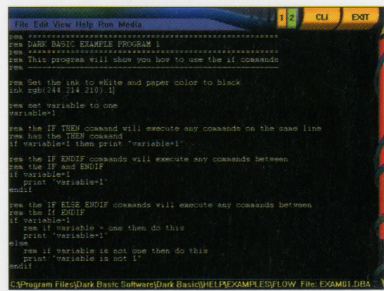 1 2 CLI EXIT
File Edit View Help Run Media
rem ************************************************
rem DARK BASIC EXAMPLE PROGRAM 1
rem ************************************************
rem This program will show you how to use the if commands
rem ------------------------------------------------
rem Set the ink to white and paper color to black
ink rgb(244,214,210),1
rem set variable to one
variable=1
rem the IF THEN command will execute any commands on the same line
rem has the THEN command
if variable=1 then print "variable=1"
rem the IF ENDIF commands will execute any commands between
rem the IF and ENDIF
if variable=1
print "variable=1"
endif
rem the IF ELSE ENDIF commands will execute any commands between
rem the If ENDIF
if variable=1
rem if variable = one then do this
print "variable=1"
else
rem if variable is not one then do this
print "variable is not 1"
endif
C:\Program Files\Dark Basic Software\Dark Basic\\HELP\EXAMPLES\FLOW File: EXAM01.DBA